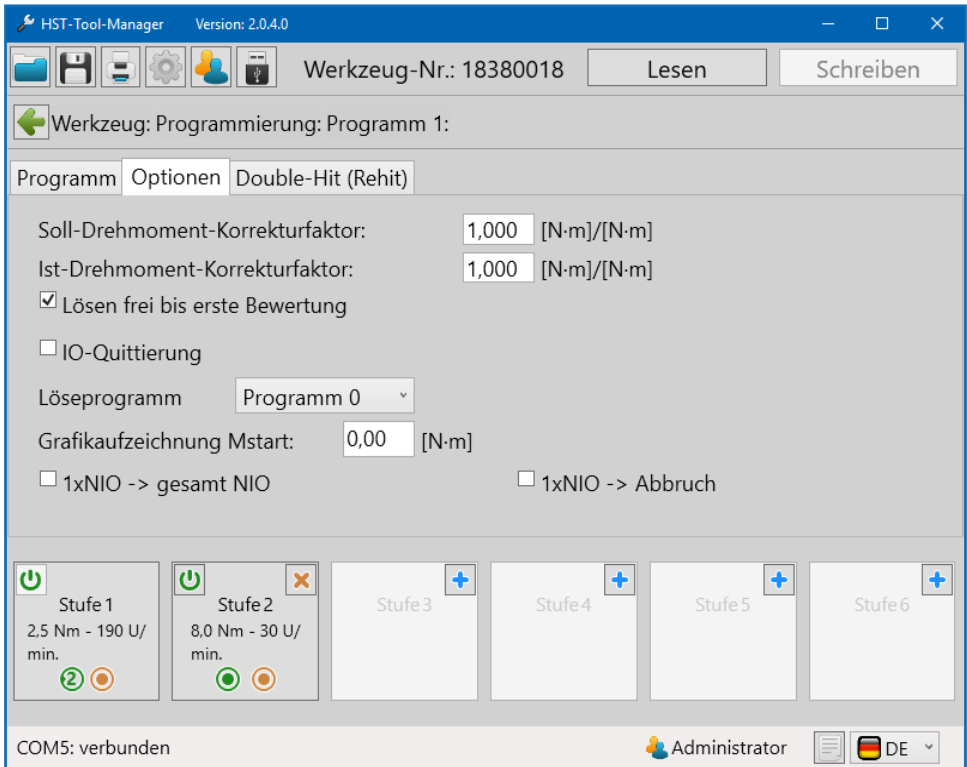 HST-Tool-Manager Version: 2.0.4.0
Werkzeug-Nr.: 18380018 Lesen Schreiben
Werkzeug: Programmierung: Programm 1:
Programm Optionen Double-Hit (Rehit)
Soll-Drehmoment-Korrekturfaktor: 1,000 [N·m]/[N·m]
Ist-Drehmoment-Korrekturfaktor: 1,000 [N·m]/[N·m]
Lösen frei bis erste Bewertung
IO-Quittierung
Löseprogramm Programm 0
Grafikaufzeichnung Mstart: 0,00 [N·m]
1xNIO -> gesamt NIO 1xNIO -> Abbruch
Stufe 1 Stufe 2 Stufe 3 Stufe 4 Stufe 5 Stufe 6
2,5 Nm - 190 U/ 8,0 Nm - 30 U/
min. min.
2
COM5: verbunden Administrator DE